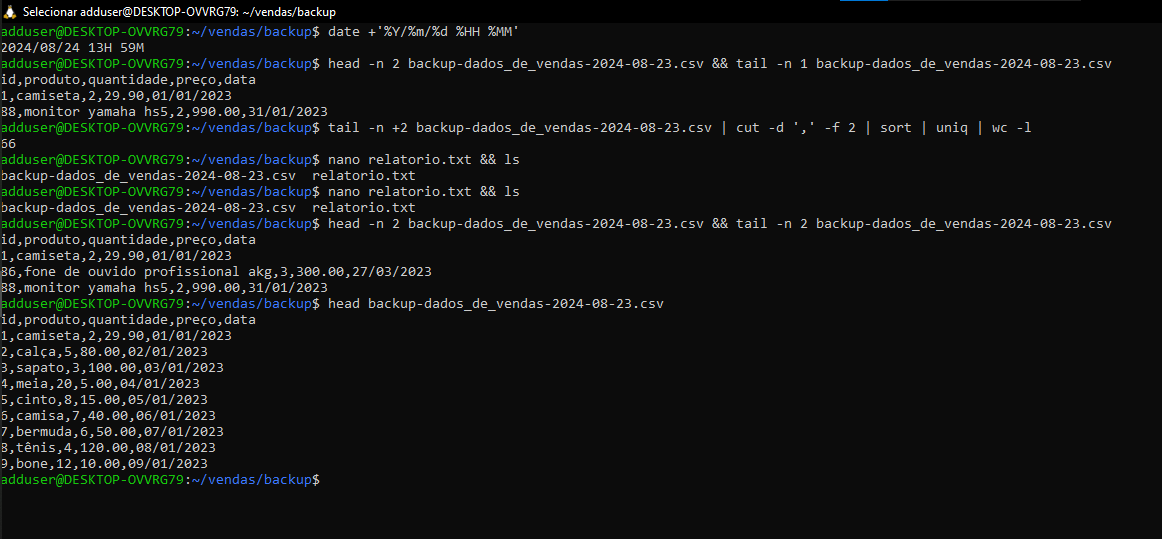 Selecionar adduser@DESKTOP-OVVRG79: ~/vendas/backup
adduser@DESKTOP-OVVRG79:~/vendas/backup$ date +'%Y/%m/%d %HH %MM'
2024/08/24 13H 59M
adduser@DESKTOP-OVVRG79:~/vendas/backup$ head -n 2 backup-dados_de_vendas-2024-08-23.csv && tail -n 1 backup-dados_de_vendas-2024-08-23.csv
id,produto,quantidade,preço,data
1,camiseta,2,29.90,01/01/2023
88,monitor yamaha hs5,2,990.00,31/01/2023
adduser@DESKTOP-OVVRG79:~/vendas/backup$ tail -n +2 backup-dados_de_vendas-2024-08-23.csv | cut -d ',' -f 2 | sort | uniq | wc -l
66
adduser@DESKTOP-OVVRG79:~/vendas/backup$ nano relatorio.txt && ls
backup-dados_de_vendas-2024-08-23.csv  relatorio.txt
adduser@DESKTOP-OVVRG79:~/vendas/backup$ nano relatorio.txt && ls
backup-dados_de_vendas-2024-08-23.csv  relatorio.txt
adduser@DESKTOP-OVVRG79:~/vendas/backup$ head -n 2 backup-dados_de_vendas-2024-08-23.csv && tail -n 2 backup-dados_de_vendas-2024-08-23.csv
id,produto,quantidade,preço,data
1,camiseta,2,29.90,01/01/2023
86,fone de ouvido profissional akg,3,300.00,27/03/2023
88,monitor yamaha hs5,2,990.00,31/01/2023
adduser@DESKTOP-OVVRG79:~/vendas/backup$ head backup-dados_de_vendas-2024-08-23.csv
id,produto,quantidade,preço,data
1,camiseta,2,29.90,01/01/2023
2,calça,5,80.00,02/01/2023
3,sapato,3,100.00,03/01/2023
4,meia,20,5.00,04/01/2023
5,cinto,8,15.00,05/01/2023
6,camisa,7,40.00,06/01/2023
7,bermuda,6,50.00,07/01/2023
8,tênis,4,120.00,08/01/2023
9,bone,12,10.00,09/01/2023
adduser@DESKTOP-OVVRG79:~/vendas/backup$